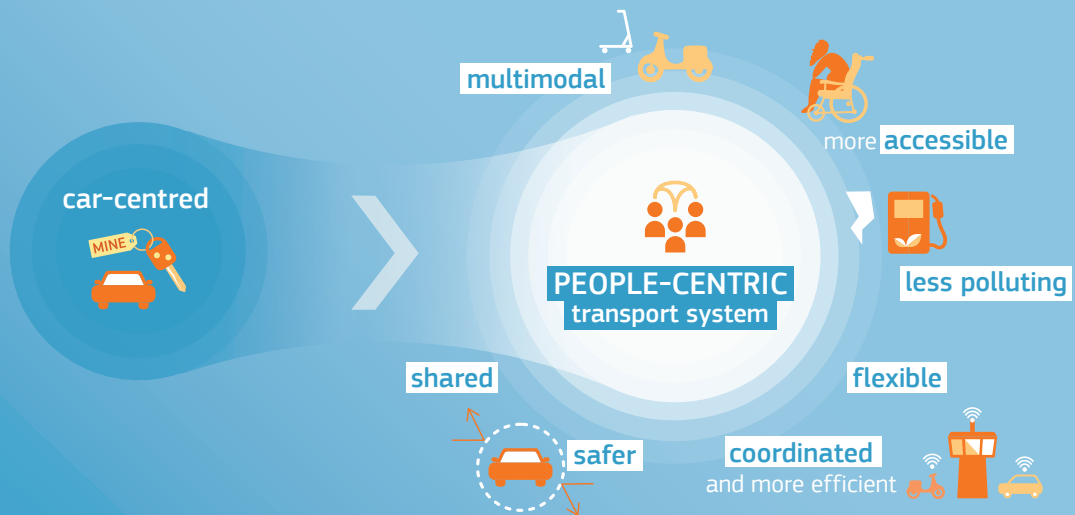 multimodal
more accessible
car-centred
MINE
PEOPLE-CENTRIC
transport system
less polluting
shared
flexible
safer
coordinated
and more efficient